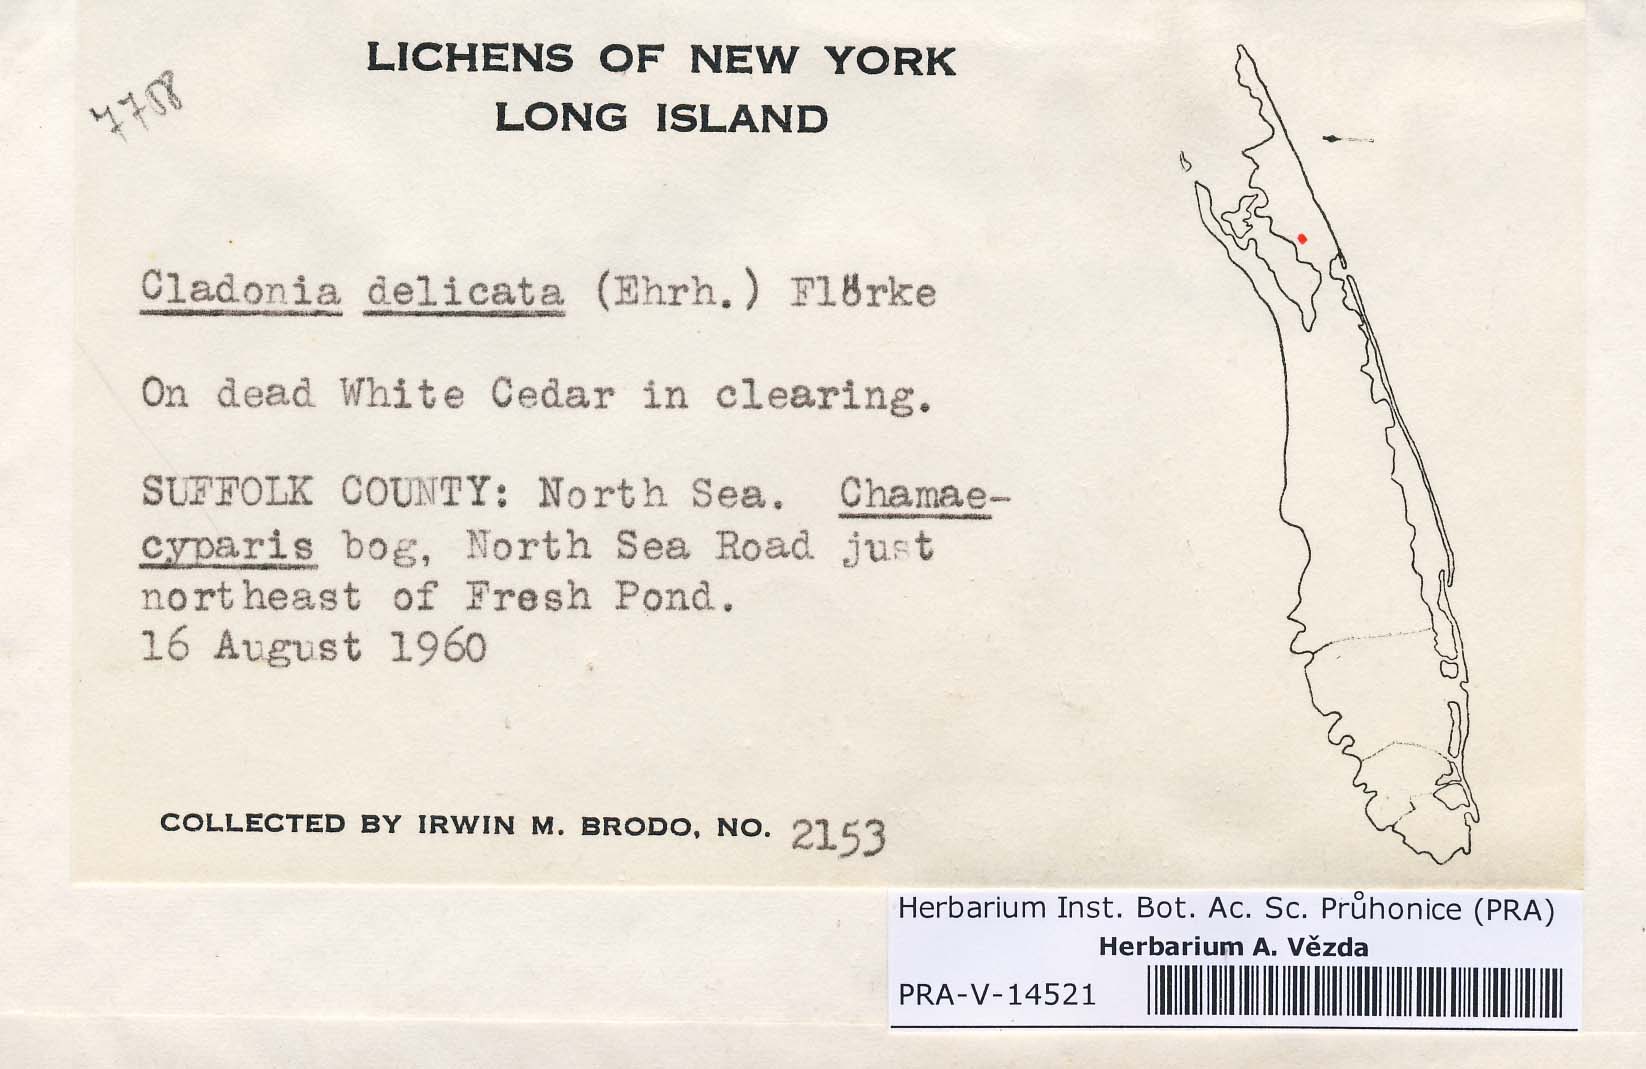 7708
LICHENS OF NEW YORK
LONG ISLAND
Cladonia delicata (Ehrh.) Flörke
On dead White Cedar in clearing.
SUFFOLK COUNTY: North Sea. Chamae-
cyparis bog, North Sea Road just
northeast of Fresh Pond.
16 August 1960
COLLECTED BY IRWIN M. BRODO, NO. 2153
Herbarium Inst. Bot. Ac. Sc. Průhonice (PRA)
Herbarium A. Vězda
PRA-V-14521